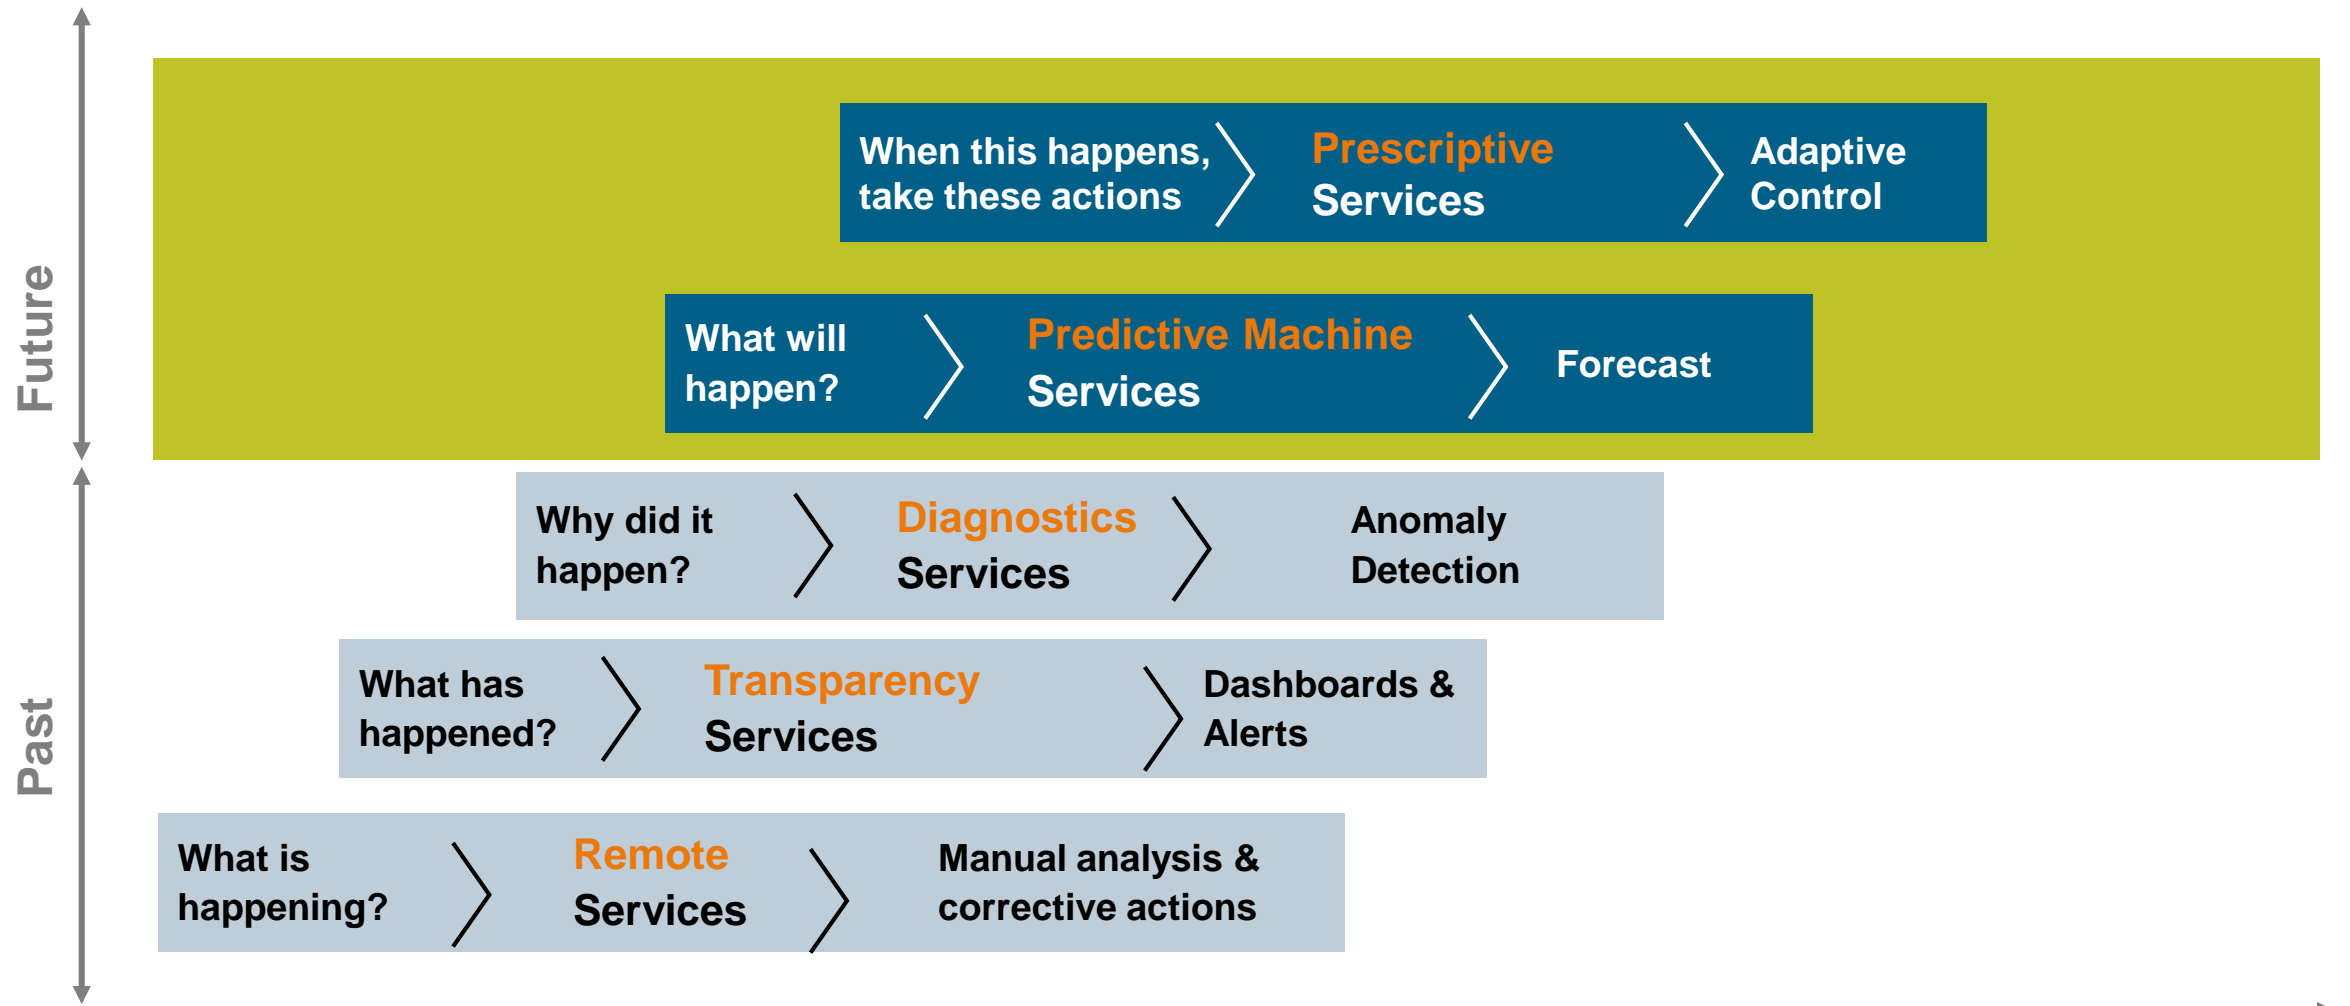 Future
When this happens,
take these actions
Prescriptive
Services
Adaptive
Control
What will
happen?
Predictive Machine
Services
Forecast
Past
Why did it
happen?
Diagnostics
Services
Anomaly
Detection
What has
happened?
Transparency
Services
Dashboards &
Alerts
What is
happening?
Remote
Services
Manual analysis &
corrective actions